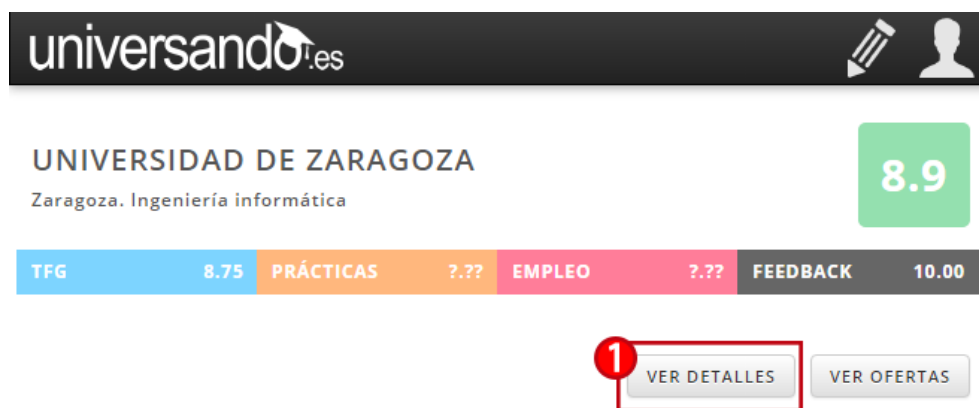 universando.es
UNIVERSIDAD DE ZARAGOZA
8.9
Zaragoza. Ingeniería informática
TFG 8.75 PRÁCTICAS ?.?? EMPLEO ?.?? FEEDBACK 10.00
1
VER DETALLES VER OFERTAS